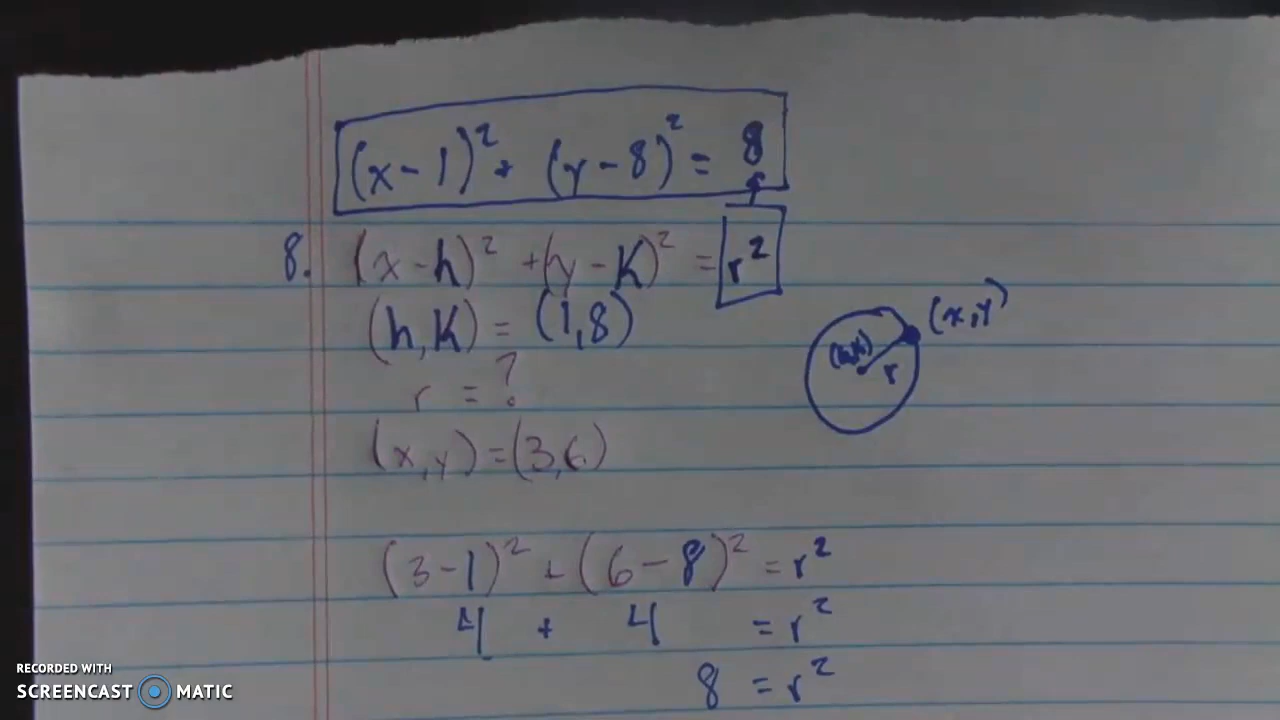 (x-1)² + (y-8)² = 8
8. (x-h)² + (y-K)² = r²
(h,K) = (1,8)
(x,y)
(h,K)
r
r = ?
(x,y) = (3,6)
(3-1)² + (6-8)² = r²
4 + 4 = r²
8 = r²
RECORDED WITH
SCREENCAST MATIC